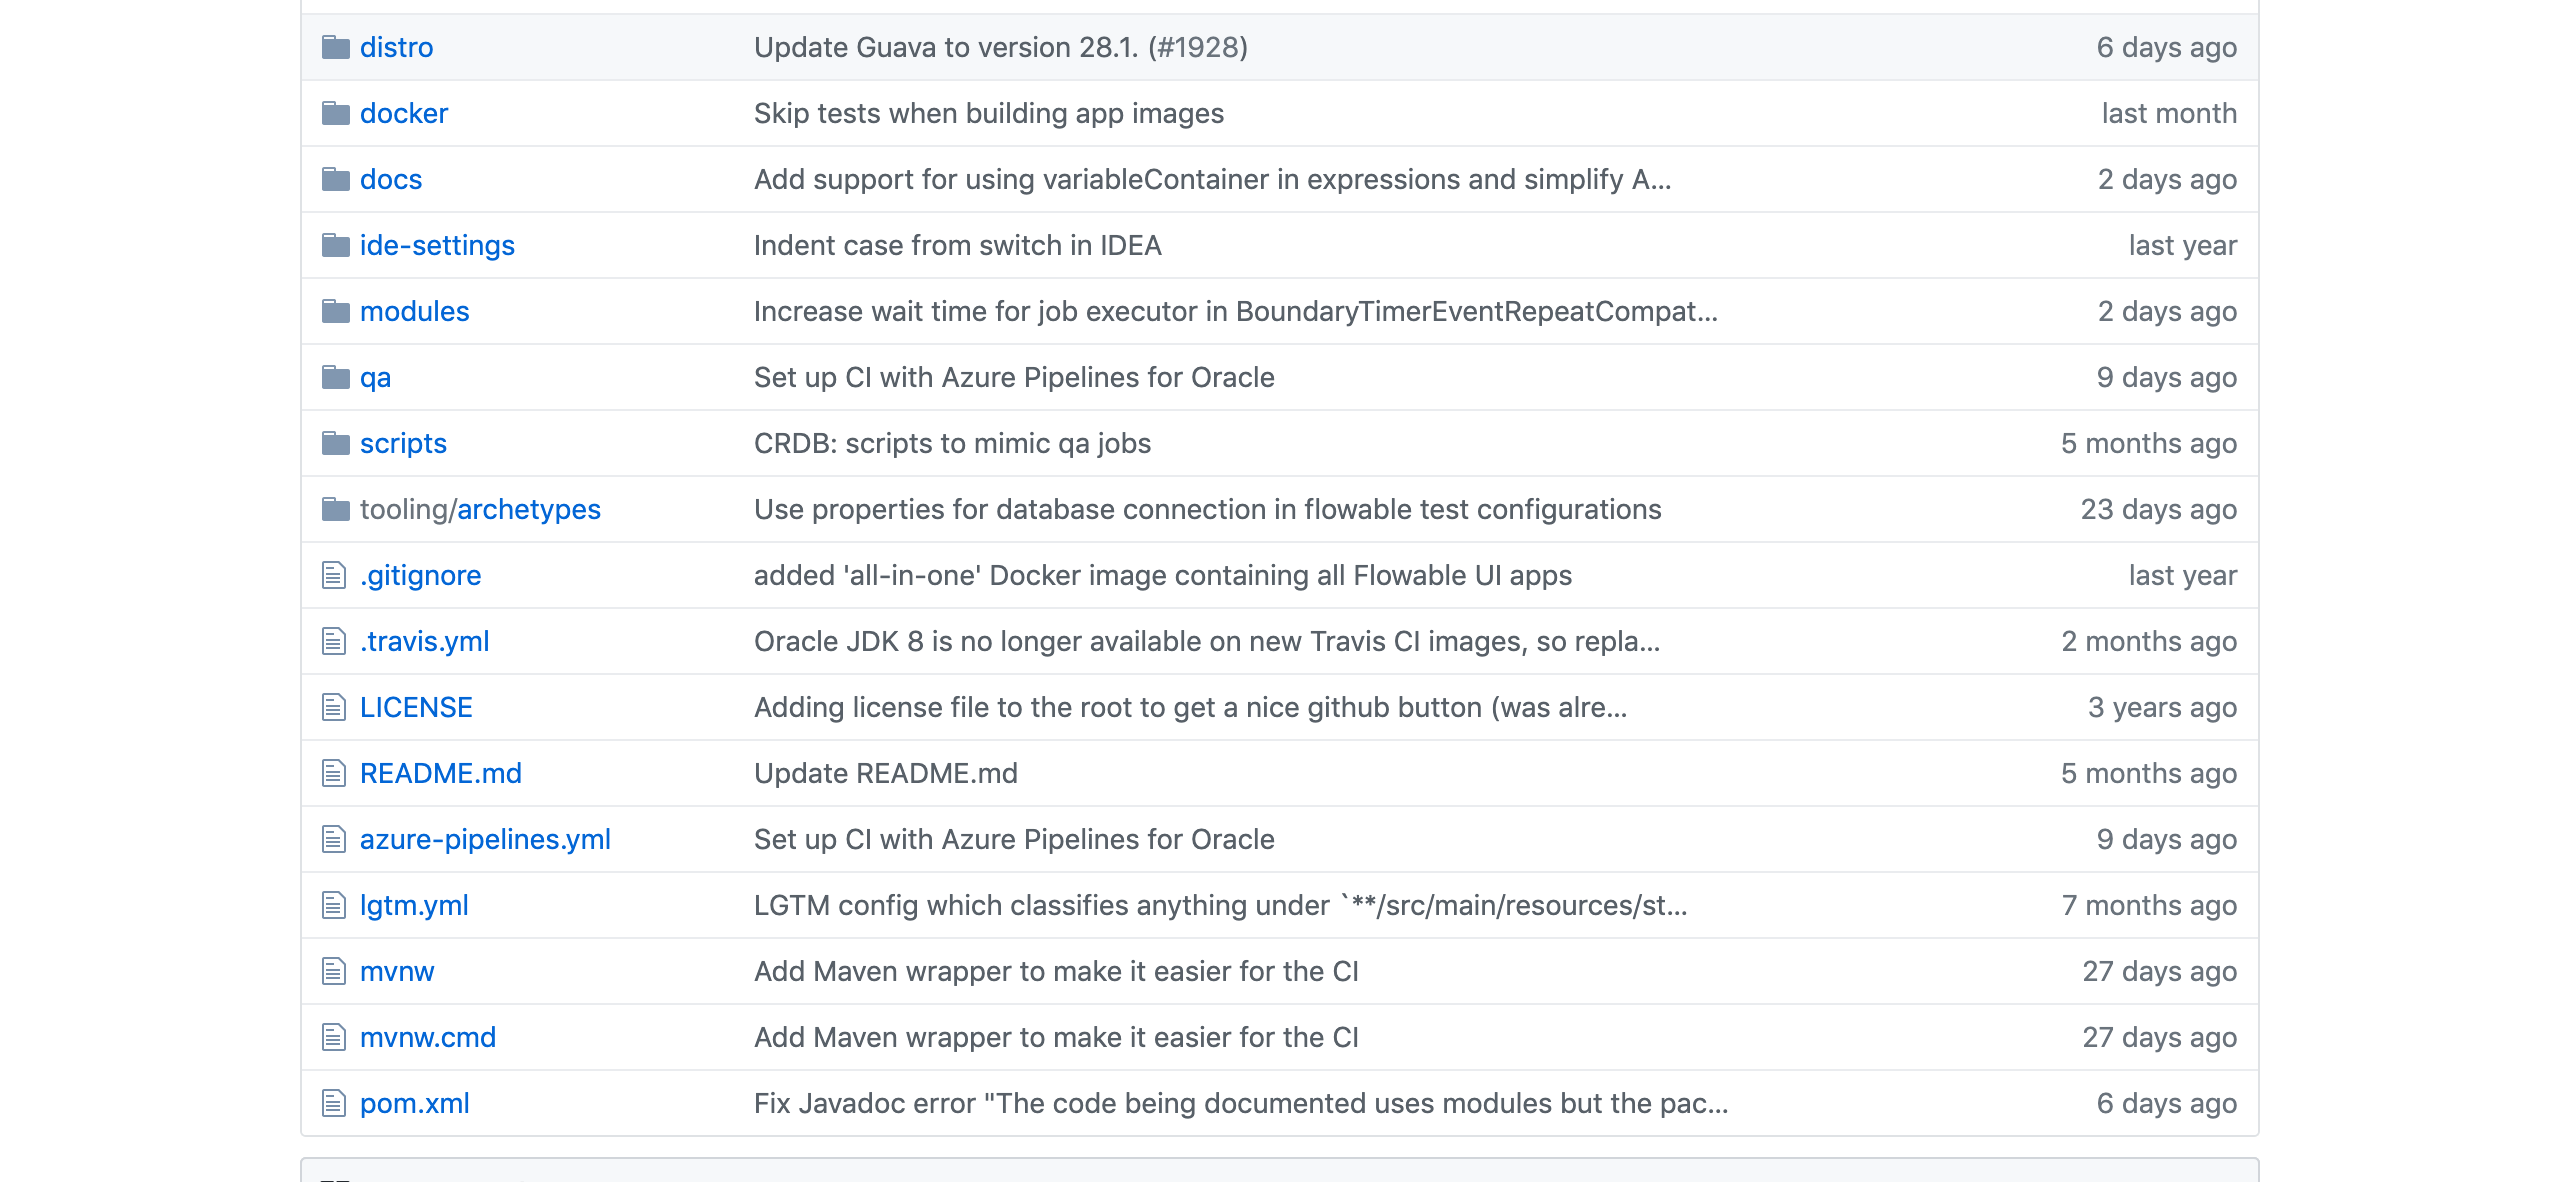 distro Update Guava to version 28.1. (#1928) 6 days ago
docker Skip tests when building app images last month
docs Add support for using variableContainer in expressions and simplify A... 2 days ago
ide-settings Indent case from switch in IDEA last year
modules Increase wait time for job executor in BoundaryTimerEventRepeatCompat... 2 days ago
qa Set up CI with Azure Pipelines for Oracle 9 days ago
scripts CRDB: scripts to mimic qa jobs 5 months ago
tooling/archetypes Use properties for database connection in flowable test configurations 23 days ago
.gitignore added 'all-in-one' Docker image containing all Flowable UI apps last year
.travis.yml Oracle JDK 8 is no longer available on new Travis CI images, so repla... 2 months ago
LICENSE Adding license file to the root to get a nice github button (was alre... 3 years ago
README.md Update README.md 5 months ago
azure-pipelines.yml Set up CI with Azure Pipelines for Oracle 9 days ago
lgtm.yml LGTM config which classifies anything under `**/src/main/resources/st... 7 months ago
mvnw Add Maven wrapper to make it easier for the CI 27 days ago
mvnw.cmd Add Maven wrapper to make it easier for the CI 27 days ago
pom.xml Fix Javadoc error "The code being documented uses modules but the pac... 6 days ago